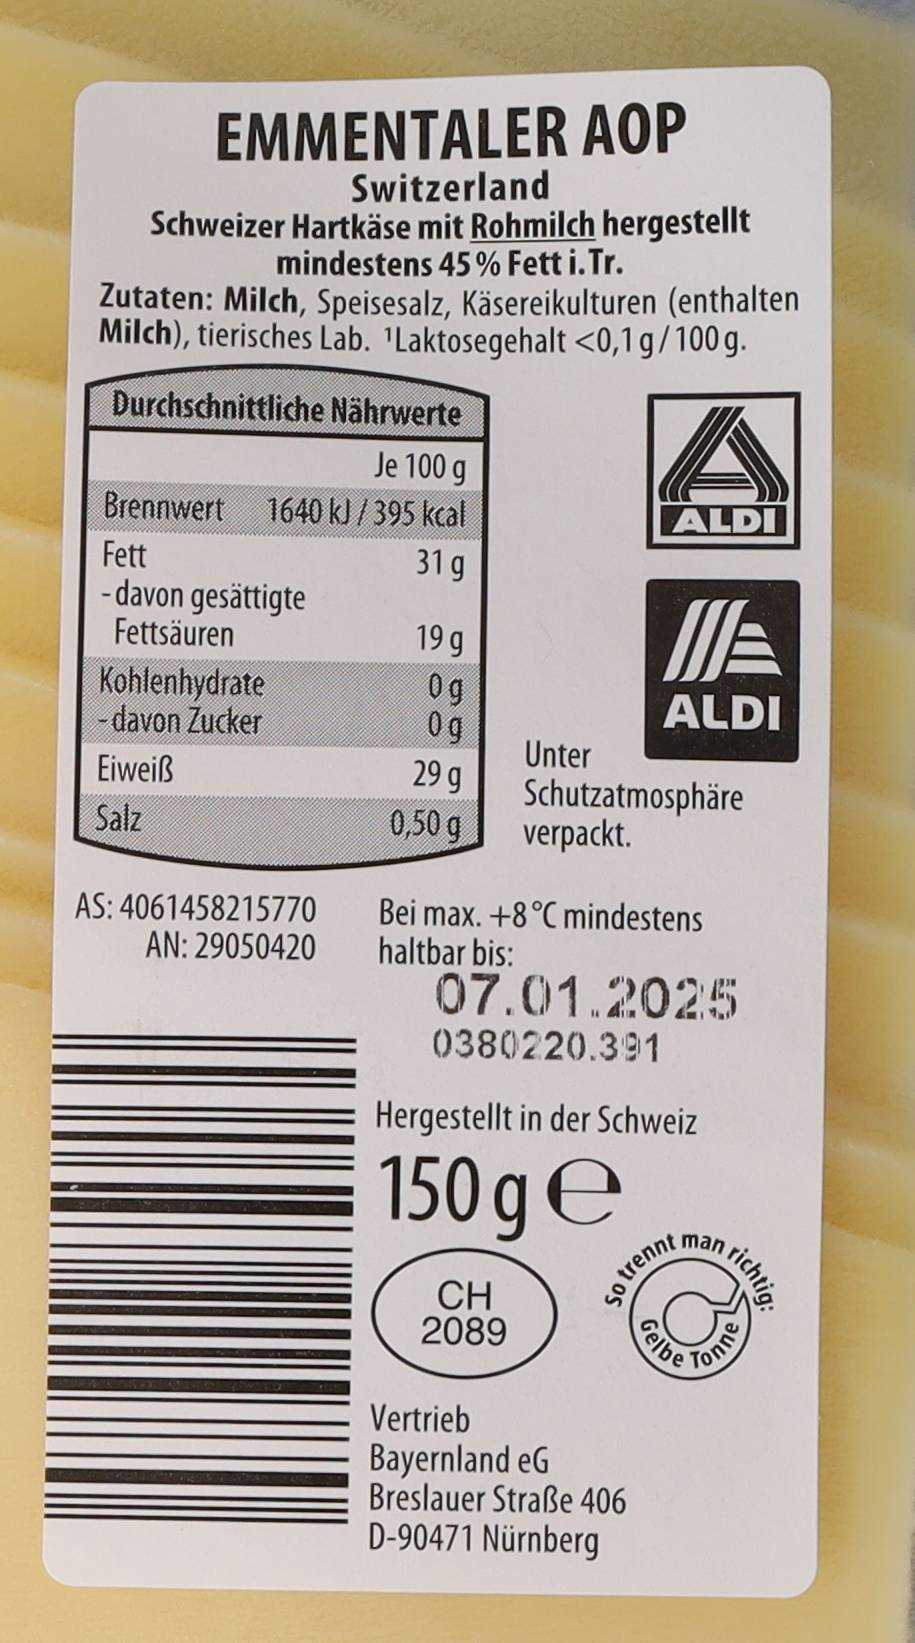 EMMENTALER AOP
Switzerland
Schweizer Hartkäse mit Rohmilch hergestellt
mindestens 45% Fett i.Tr.
Zutaten: Milch, Speisesalz, Käsereikulturen (enthalten
Milch), tierisches Lab. ¹Laktosegehalt <0,1 g/100 g.
Durchschnittliche Nährwerte
Je 100 g
Brennwert 1640 kJ / 395 kcal
Fett 31 g
- davon gesättigte
Fettsäuren 19 g
Kohlenhydrate 0 g
- davon Zucker 0 g
Eiweiß 29 g
Salz 0,50 g
ALDI
ALDI
Unter
Schutzatmosphäre
verpackt.
AS: 4061458215770
AN: 29050420
Bei max. +8°C mindestens
haltbar bis:
07.01.2025
0380220.391
Hergestellt in der Schweiz
150 g e
CH
2089
So trennt man richtig:
Gelbe Tonne
Vertrieb
Bayernland eG
Breslauer Straße 406
D-90471 Nürnberg